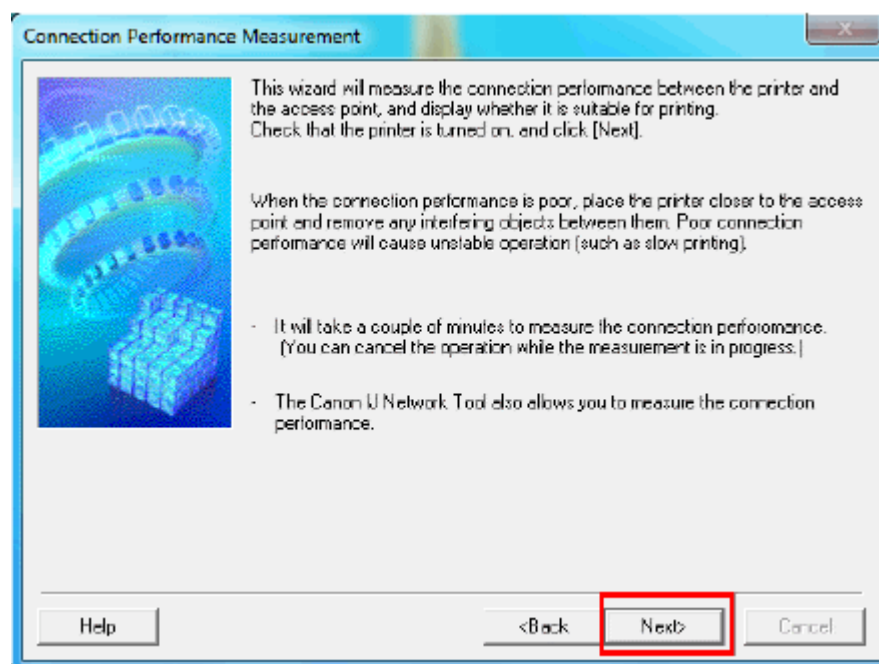 Connection Performance Measurement
This wizard will measure the connection performance between the printer and
the access point, and display whether it is suitable for printing.
Check that the printer is turned on, and click [Next].
When the connection performance is poor, place the printer closer to the access
point and remove any interfering objects between them. Poor connection
performance will cause unstable operation (such as slow printing).
- It will take a couple of minutes to measure the connection perforomance.
(You can cancel the operation while the measurement is in progress.)
- The Canon IJ Network Tool also allows you to measure the connection
performance.
Help <Back Next> Cancel